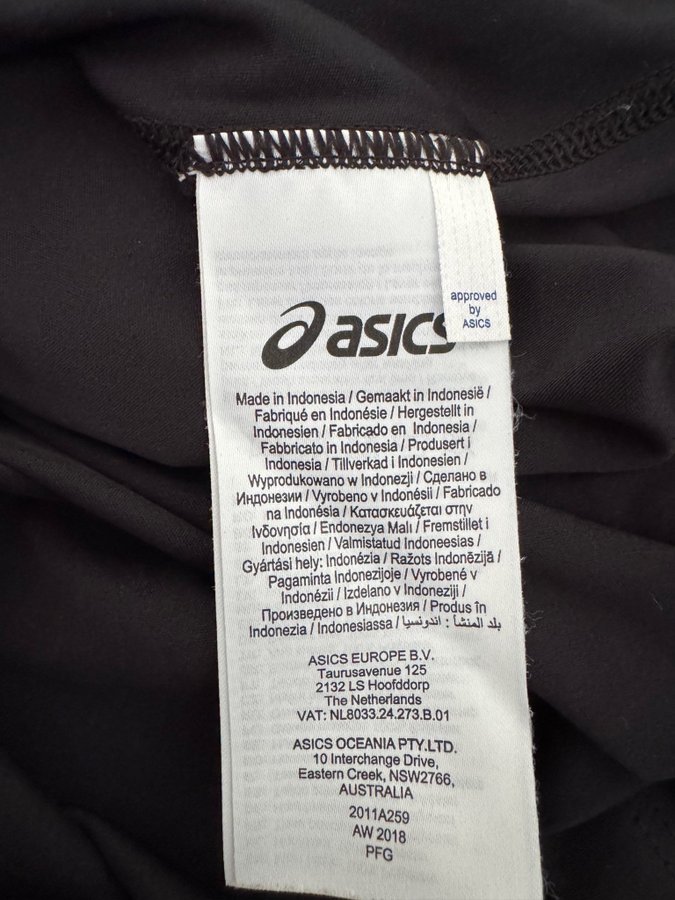 approved
by
ASICS
asics
Made in Indonesia / Gemaakt in Indonesië /
Fabriqué en Indonésie / Hergestellt in
Indonesien / Fabricado en Indonesia /
Fabbricato in Indonesia / Produsert i
Indonesia / Tillverkad i Indonesien /
Wyprodukowano w Indonezji / Сделано в
Индонезии / Vyrobeno v Indonésii / Fabricado
na Indonésia / Κατασκευάζεται στην
Ινδονησία / Endonezya Malı / Fremstillet i
Indonesien / Valmistatud Indoneesias /
Gyártási hely: Indonézia / Ražots Indonēzijā /
Pagaminta Indonezijoje / Vyrobené v
Indonézii / Izdelano v Indoneziji /
Произведено в Индонезия / Produs în
Indonezia / Indonesiassa / بلد المنشأ : اندونسيا
ASICS EUROPE B.V.
Taurusavenue 125
2132 LS Hoofddorp
The Netherlands
VAT: NL8033.24.273.B.01
ASICS OCEANIA PTY.LTD.
10 Interchange Drive,
Eastern Creek, NSW2766,
AUSTRALIA
2011A259
AW 2018
PFG